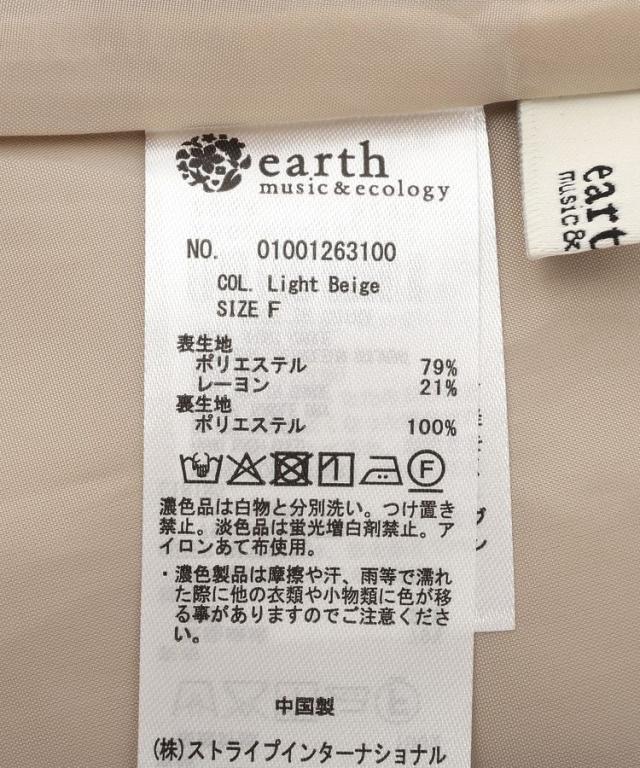 earth
music&ecology
NO. 01001263100
COL. Light Beige
SIZE F
表生地
ポリエステル 79%
レーヨン 21%
裏生地
ポリエステル 100%
F
濃色品は白物と分別洗い。つけ置き
禁止。淡色品は蛍光増白剤禁止。ア
イロンあて布使用。
・濃色製品は摩擦や汗、雨等で濡れ
た際に他の衣類や小物類に色が移
る事がありますのでご注意くださ
い。
中国製
(株)ストライプインターナショナル
eart
music&